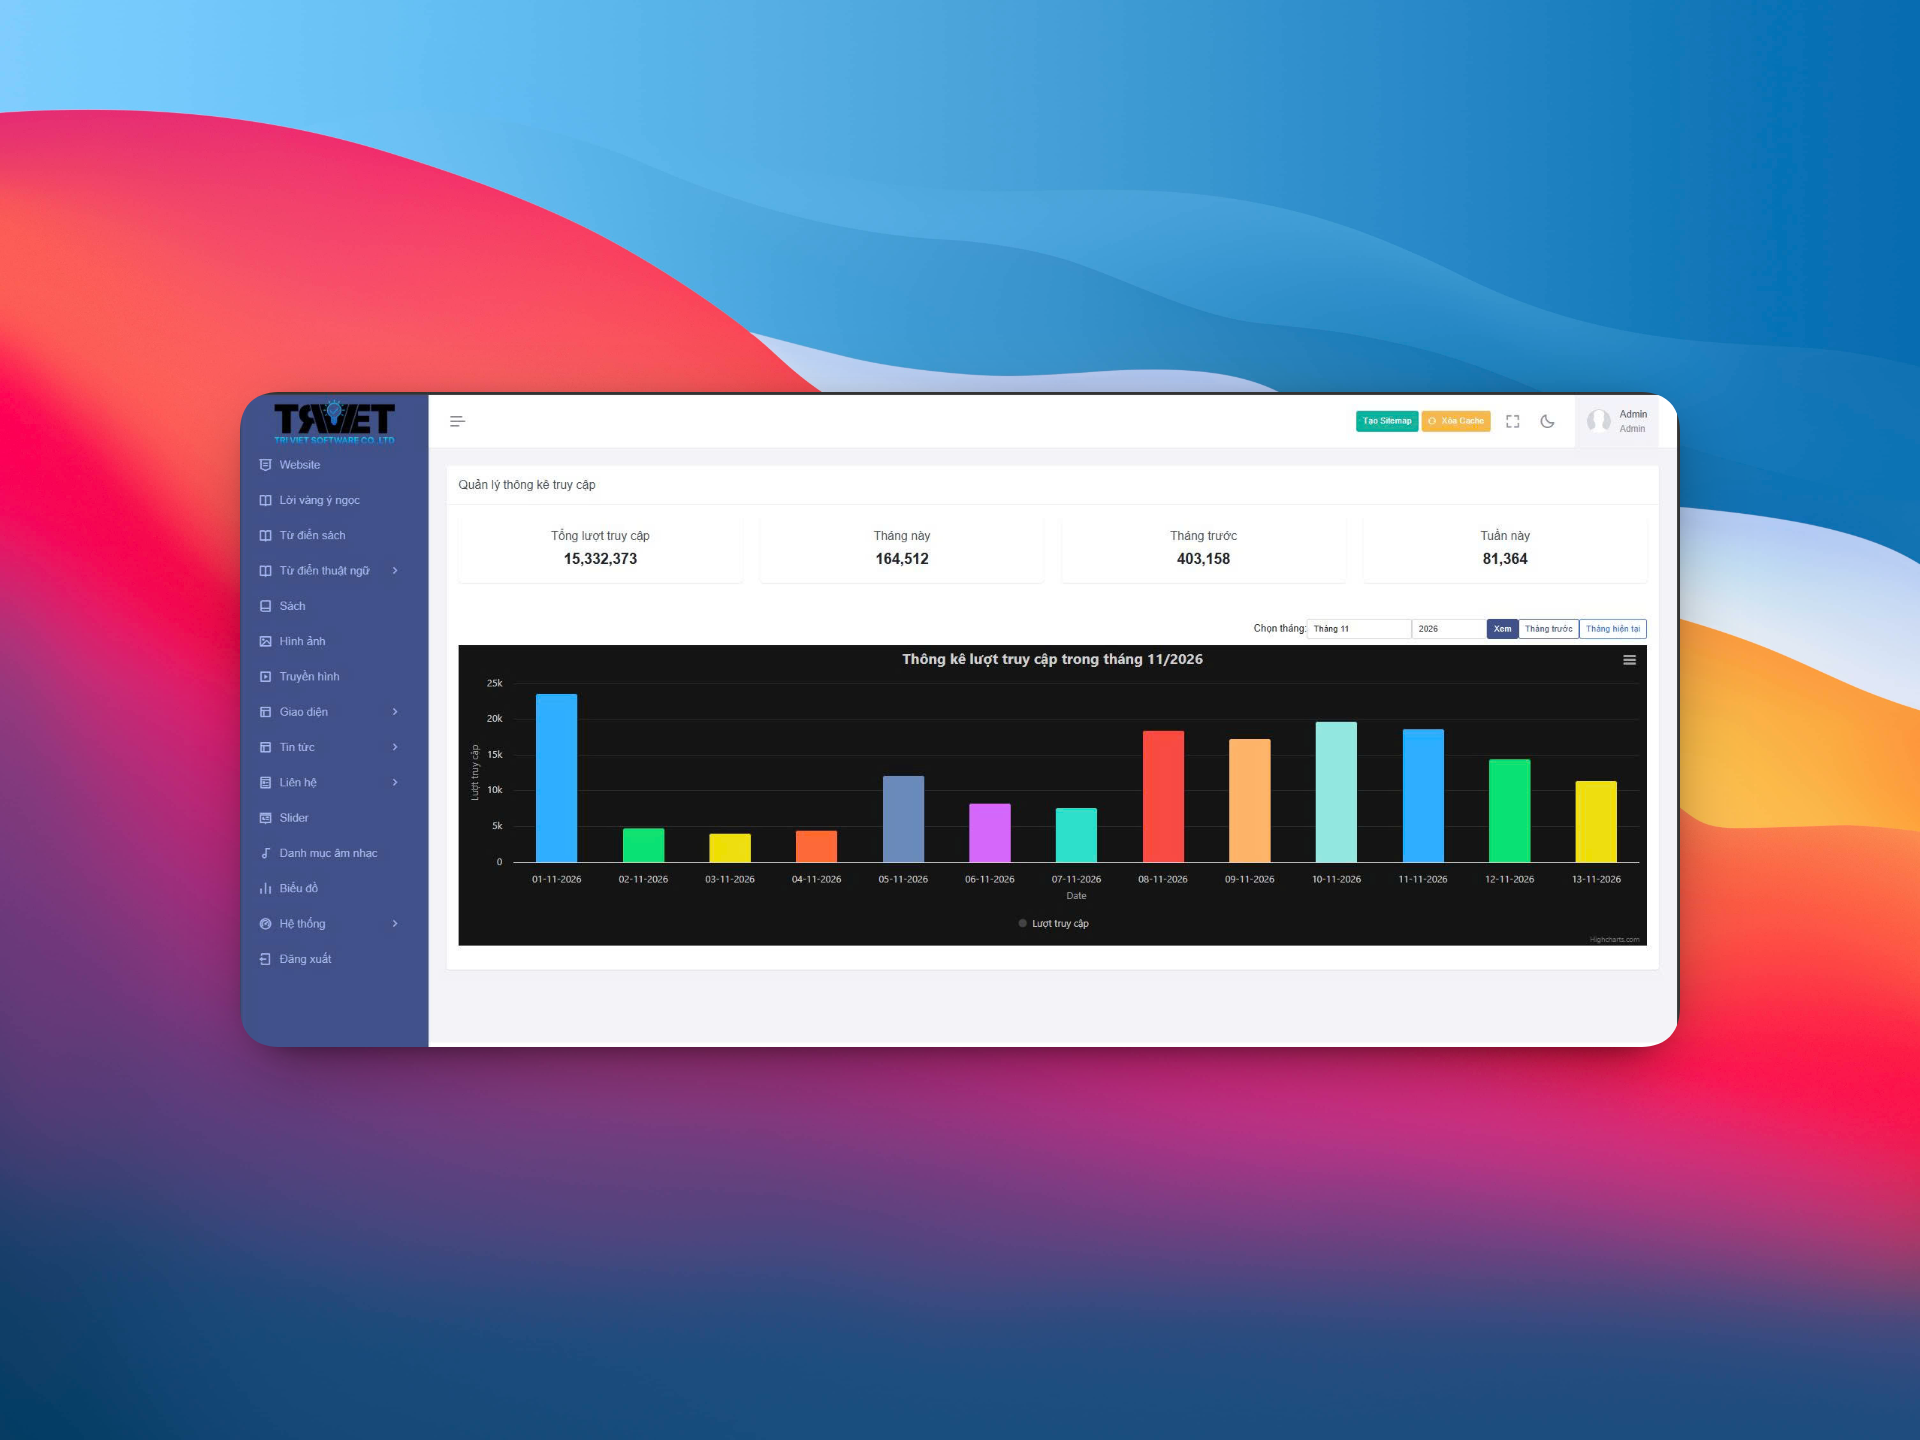 TRIVIET
TRI VIET SOFTWARE CO.,LTD
Website
Lời vàng ý ngọc
Từ điển sách
Từ điển thuật ngữ
Sách
Hình ảnh
Truyền hình
Giao diện
Tin tức
Liên hệ
Slider
Danh mục âm nhạc
Biểu đồ
Hệ thống
Đăng xuất
Tạo Sitemap
Xóa Cache
Admin
Admin
Quản lý thông kê truy cập
Tổng lượt truy cập
15,332,373
Tháng này
164,512
Tháng trước
403,158
Tuần này
81,364
Chọn tháng: Tháng 11 2026 Xem Tháng trước Tháng hiện tại
Thông kê lượt truy cập trong tháng 11/2026
Lượt truy cập
25k
20k
15k
10k
5k
0
01-11-2026 02-11-2026 03-11-2026 04-11-2026 05-11-2026 06-11-2026 07-11-2026 08-11-2026 09-11-2026 10-11-2026 11-11-2026 12-11-2026 13-11-2026
Date
Lượt truy cập
Highcharts.com